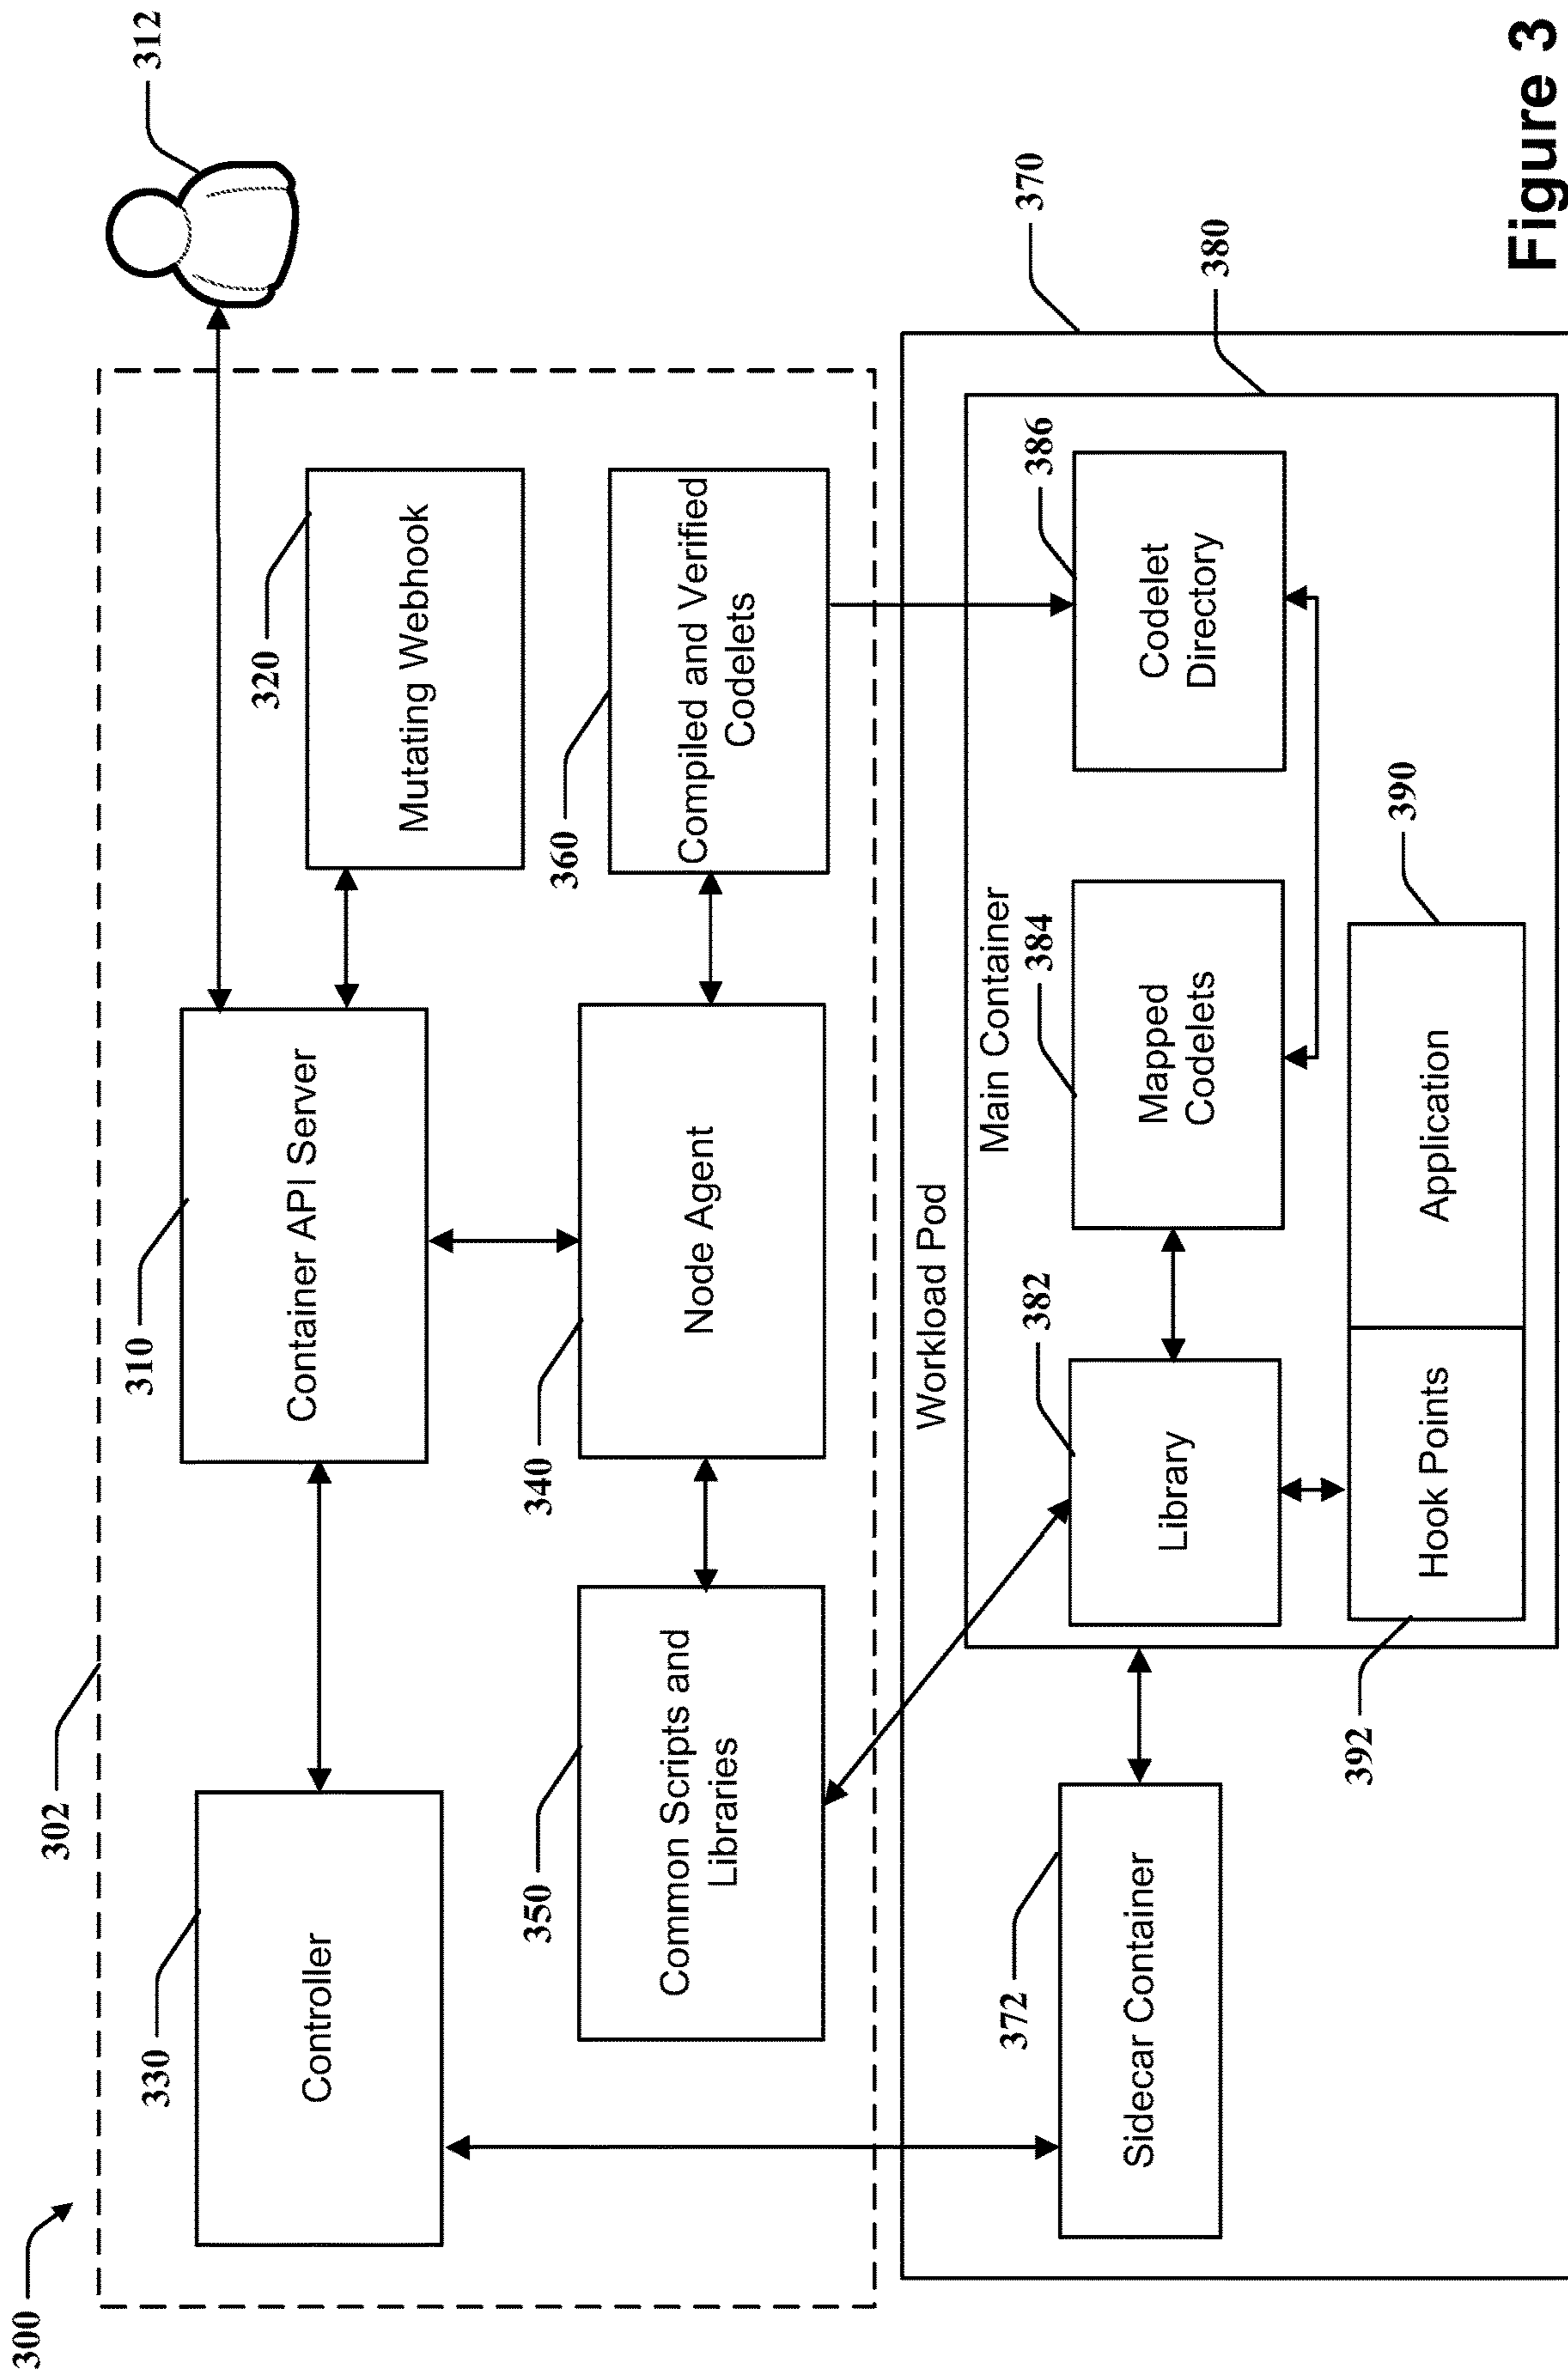 300
302
312
330
Controller
310
Container API Server
320
Mutating Webhook
350
Common Scripts and
Libraries
340
Node Agent
360
Compiled and Verified
Codelets
370
Workload Pod
380
Main Container
372
Sidecar Container
382
Library
384
Mapped
Codelets
386
Codelet
Directory
392
Hook Points
Application
390
Figure 3